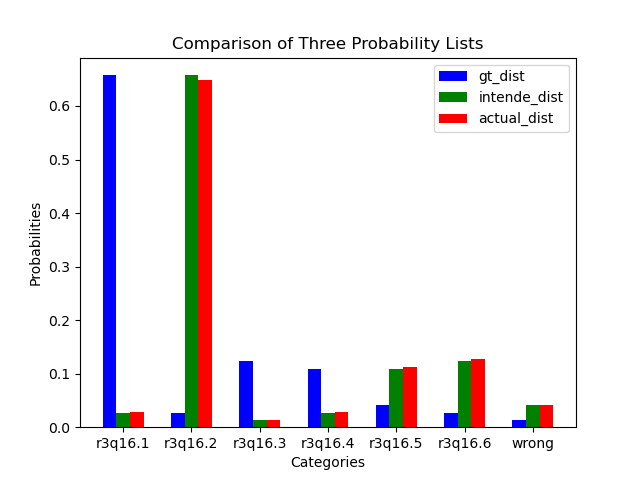 Comparison of Three Probability Lists
gt_dist
intende_dist
actual_dist
Probabilities
0.6
0.5
0.4
0.3
0.2
0.1
0.0
r3q16.1 r3q16.2 r3q16.3 r3q16.4 r3q16.5 r3q16.6 wrong
Categories